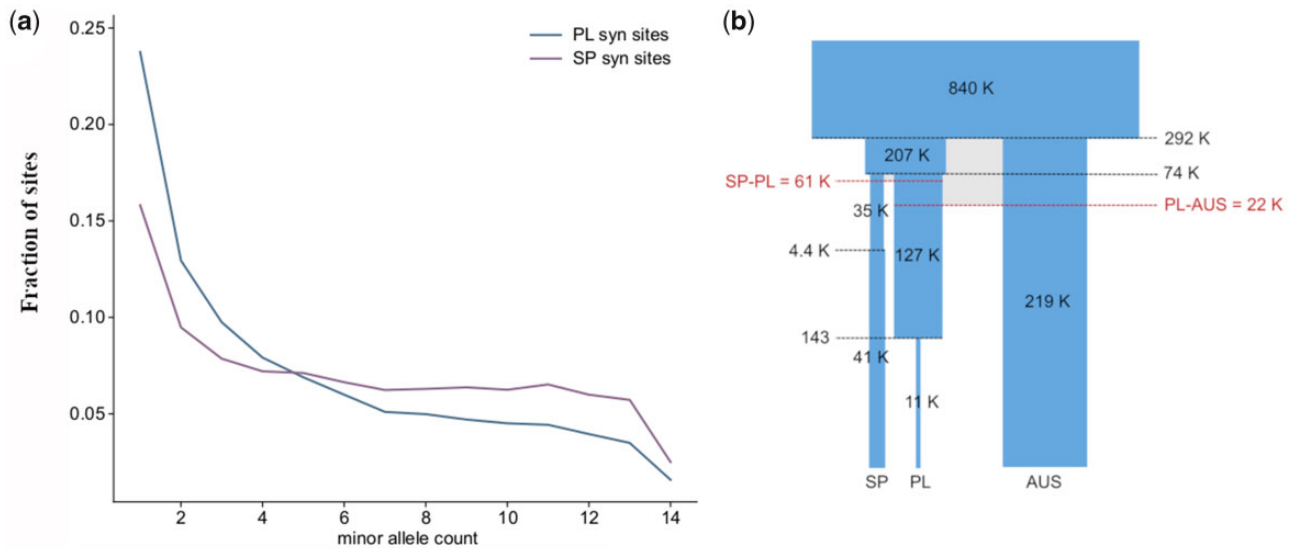 (a)
0.25
0.20
0.15
0.10
0.05
Fraction of sites
PL syn sites
SP syn sites
2 4 6 8 10 12 14
minor allele count
(b)
840 K
292 K
207 K
74 K
SP-PL = 61 K
35 K
PL-AUS = 22 K
4.4 K
127 K
219 K
143
41 K
11 K
SP PL AUS